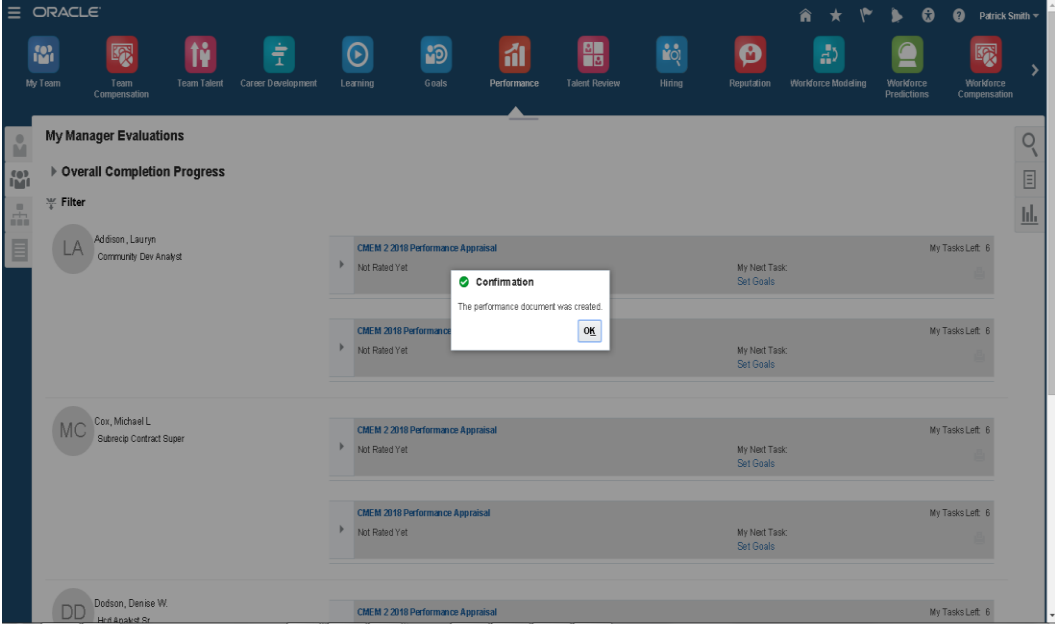 ORACLE
Patrick Smith
My Team
Team Compensation
Team Talent
Career Development
Learning
Goals
Performance
Talent Review
Hiring
Reputation
Workforce Modeling
Workforce Predictions
Workforce Compensation
My Manager Evaluations
Overall Completion Progress
Filter
LA
Addison, Lauryn
Community Dev Analyst
CMEM 2 2018 Performance Appraisal
My Tasks Left 6
Not Rated Yet
My Next Task:
Set Goals
Confirmation
The performance document was created.
OK
CMEM 2018 Performance
My Tasks Left 6
Not Rated Yet
My Next Task:
Set Goals
MC
Cox, Michael L
Subrecip Contract Super
CMEM 2 2018 Performance Appraisal
My Tasks Left 6
Not Rated Yet
My Next Task:
Set Goals
CMEM 2018 Performance Appraisal
My Tasks Left 6
Not Rated Yet
My Next Task:
Set Goals
DD
Dodson, Denise W.
Hcd Analyst Sr
CMEM 2 2018 Performance Appraisal
My Tasks Left 6